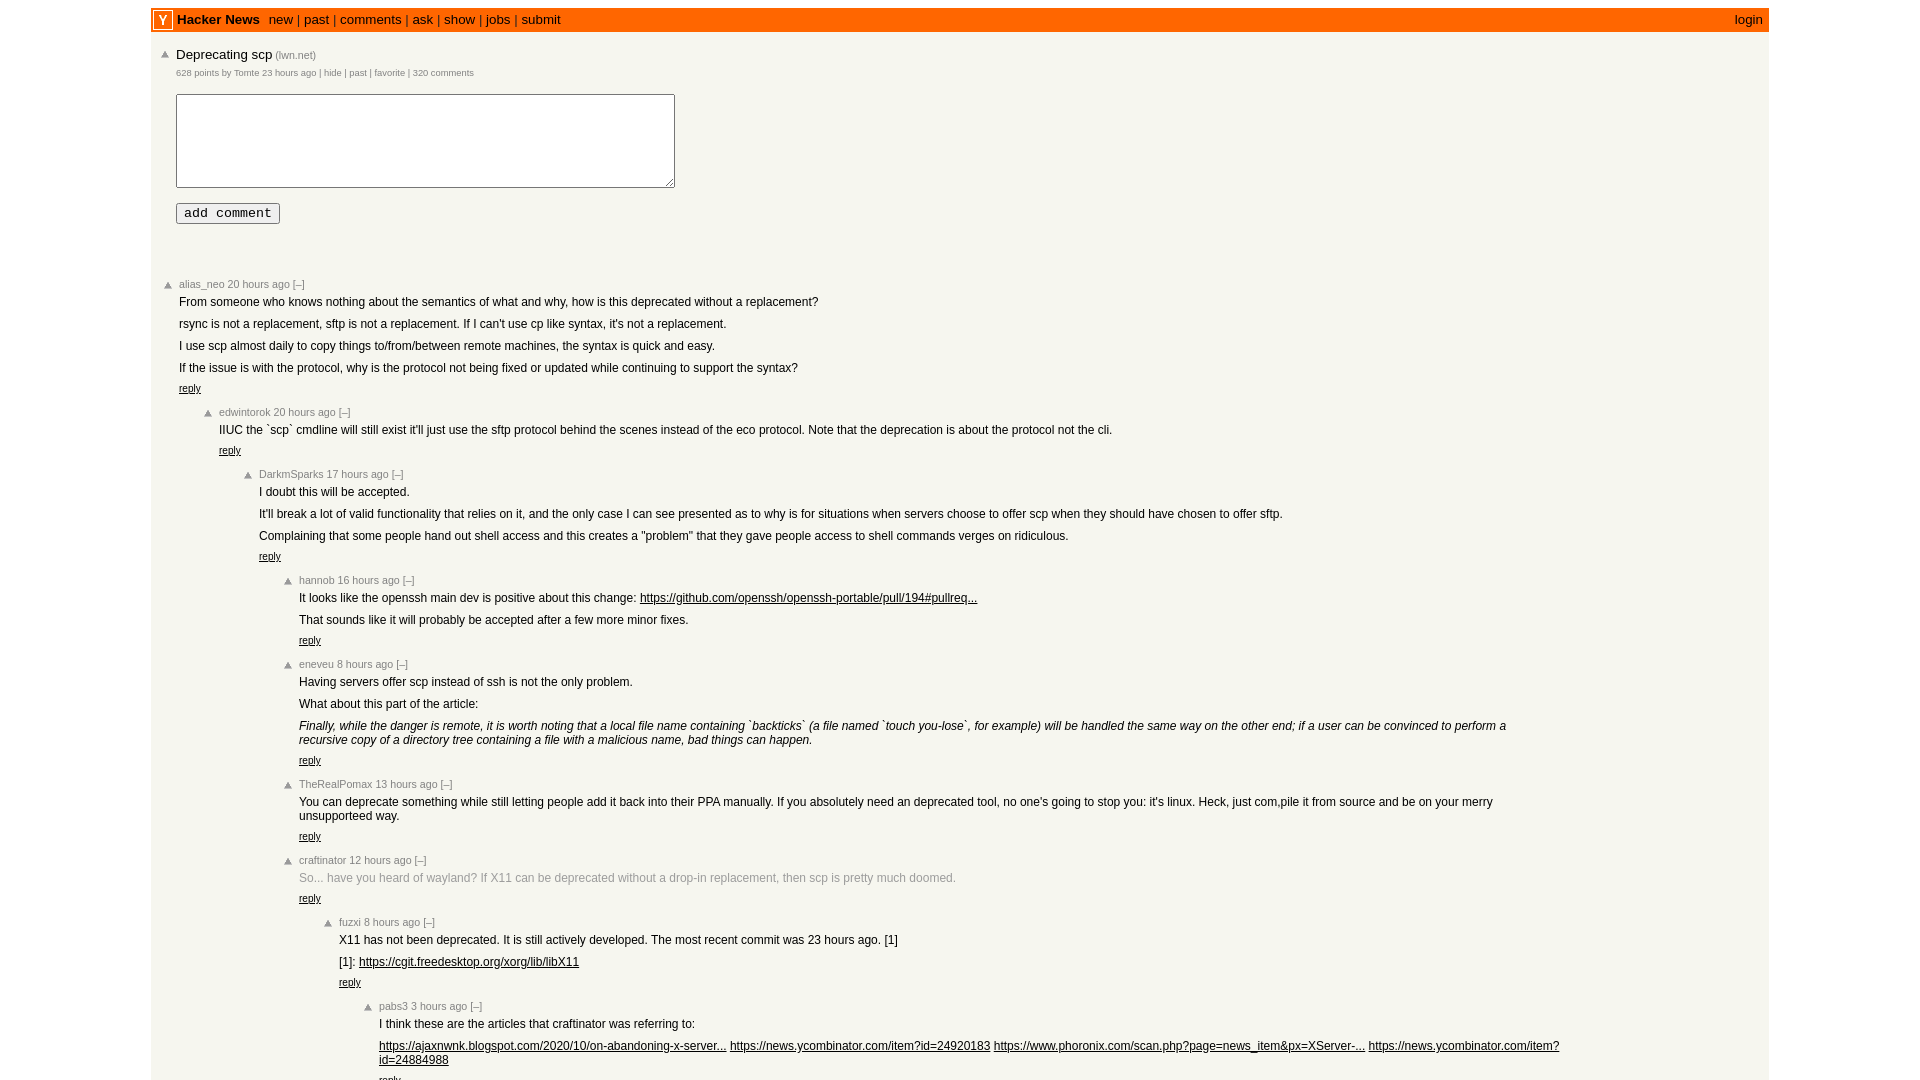 Y Hacker News new | past | comments | ask | show | jobs | submit login
Deprecating scp (lwn.net)
628 points by Tomte 23 hours ago | hide | past | favorite | 320 comments
add comment
alias_neo 20 hours ago [–]
From someone who knows nothing about the semantics of what and why, how is this deprecated without a replacement?
rsync is not a replacement, sftp is not a replacement. If I can't use cp like syntax, it's not a replacement.
I use scp almost daily to copy things to/from/between remote machines, the syntax is quick and easy.
If the issue is with the protocol, why is the protocol not being fixed or updated while continuing to support the syntax?
reply
edwintorok 20 hours ago [–]
IIUC the `scp` cmdline will still exist it'll just use the sftp protocol behind the scenes instead of the eco protocol. Note that the deprecation is about the protocol not the cli.
reply
DarkmSparks 17 hours ago [–]
I doubt this will be accepted.
It'll break a lot of valid functionality that relies on it, and the only case I can see presented as to why is for situations when servers choose to offer scp when they should have chosen to offer sftp.
Complaining that some people hand out shell access and this creates a "problem" that they gave people access to shell commands verges on ridiculous.
reply
hannob 16 hours ago [–]
It looks like the openssh main dev is positive about this change: https://github.com/openssh/openssh-portable/pull/194#pullreq...
That sounds like it will probably be accepted after a few more minor fixes.
reply
eneveu 8 hours ago [–]
Having servers offer scp instead of ssh is not the only problem.
What about this part of the article:
Finally, while the danger is remote, it is worth noting that a local file name containing `backticks` (a file named `touch you-lose`, for example) will be handled the same way on the other end; if a user can be convinced to perform a
recursive copy of a directory tree containing a file with a malicious name, bad things can happen.
reply
TheRealPomax 13 hours ago [–]
You can deprecate something while still letting people add it back into their PPA manually. If you absolutely need an deprecated tool, no one's going to stop you: it's linux. Heck, just com,pile it from source and be on your merry
unsupporteed way.
reply
craftinator 12 hours ago [–]
So... have you heard of wayland? If X11 can be deprecated without a drop-in replacement, then scp is pretty much doomed.
reply
fuzxi 8 hours ago [–]
X11 has not been deprecated. It is still actively developed. The most recent commit was 23 hours ago. [1]
[1]: https://cgit.freedesktop.org/xorg/lib/libX11
reply
pabs3 3 hours ago [–]
I think these are the articles that craftinator was referring to:
https://ajaxnwnk.blogspot.com/2020/10/on-abandoning-x-server... https://news.ycombinator.com/item?id=24920183 https://www.phoronix.com/scan.php?page=news_item&px=XServer-... https://news.ycombinator.com/item?
id=24884988
reply